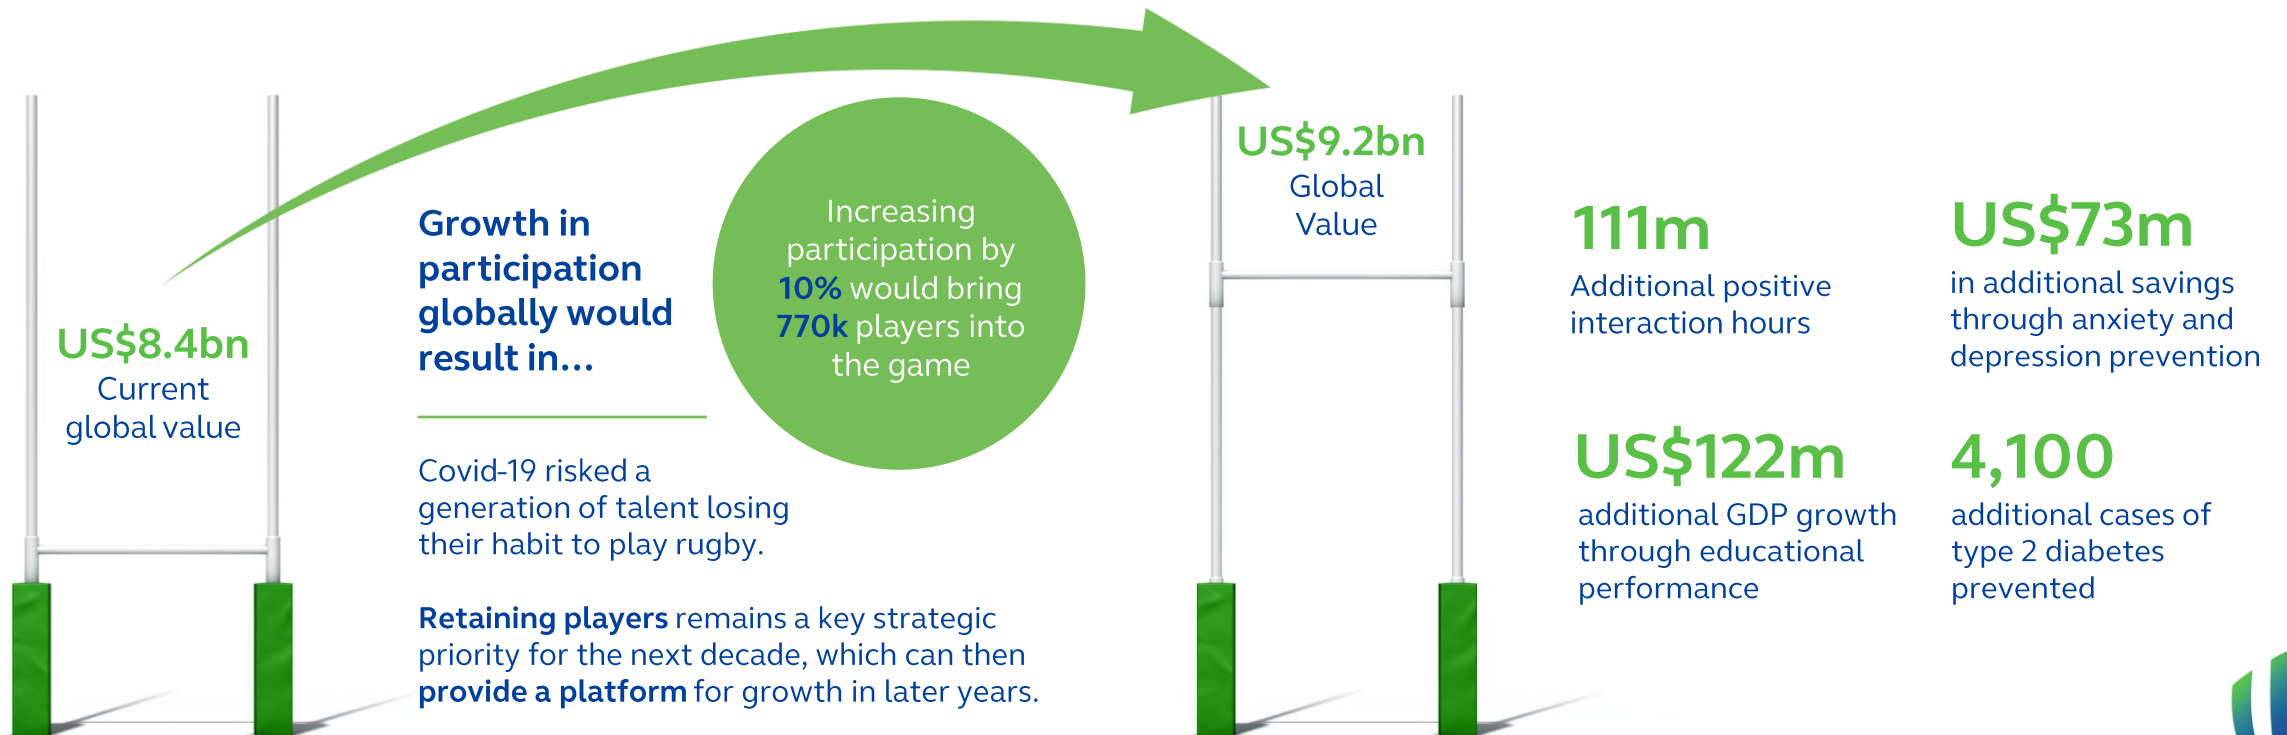 US$8.4bn
Current
global value
Growth in
participation
globally would
result in...
Covid-19 risked a
generation of talent losing
their habit to play rugby.
Retaining players remains a key strategic
priority for the next decade, which can then
provide a platform for growth in later years.
Increasing
participation by
10% would bring
770k players into
the game
US$9.2bn
Global
Value
111m
Additional positive
interaction hours
US$73m
in additional savings
through anxiety and
depression prevention
US$122m
additional GDP growth
through educational
performance
4,100
additional cases of
type 2 diabetes
prevented